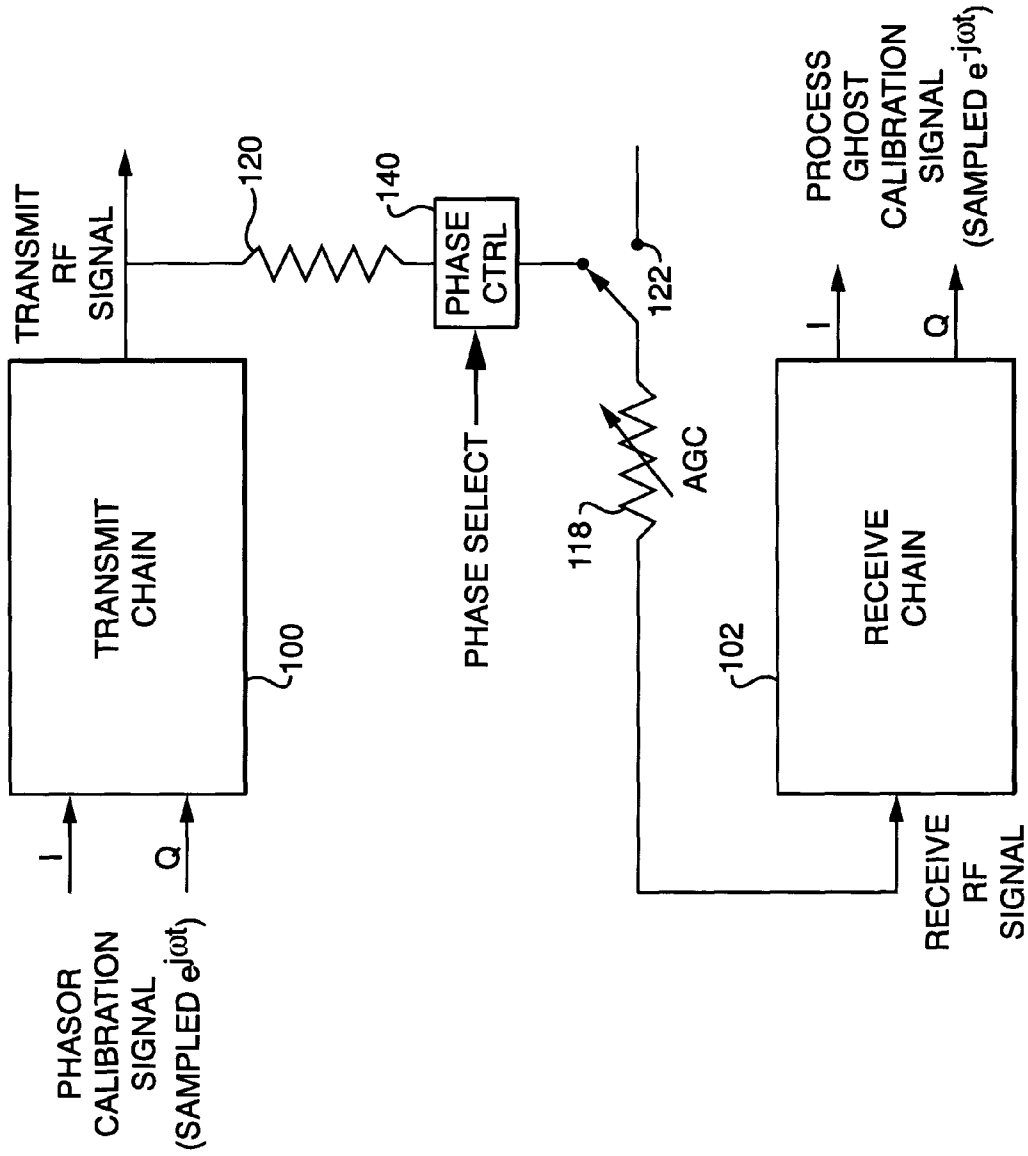 PHASOR
CALIBRATION
SIGNAL
(SAMPLED e^jωt)
I
Q
TRANSMIT
CHAIN
100
TRANSMIT
RF
SIGNAL
120
140
PHASE
CTRL
PHASE SELECT
122
118
AGC
RECEIVE
RF
SIGNAL
102
RECEIVE
CHAIN
I
Q
PROCESS
GHOST
CALIBRATION
SIGNAL
(SAMPLED e^-jωt)